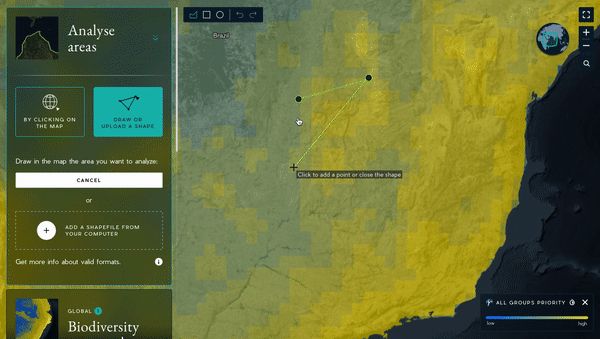 Analyse
areas
BY CLICKING ON
THE MAP
DRAW OR
UPLOAD A SHAPE
Draw in the map the area you want to analyze:
CANCEL
or
ADD A SHAPEFILE FROM
YOUR COMPUTER
Get more info about valid formats.
GLOBAL
Biodiversity
Brazil
Click to add a point or close the shape
ALL GROUPS PRIORITY
low
high